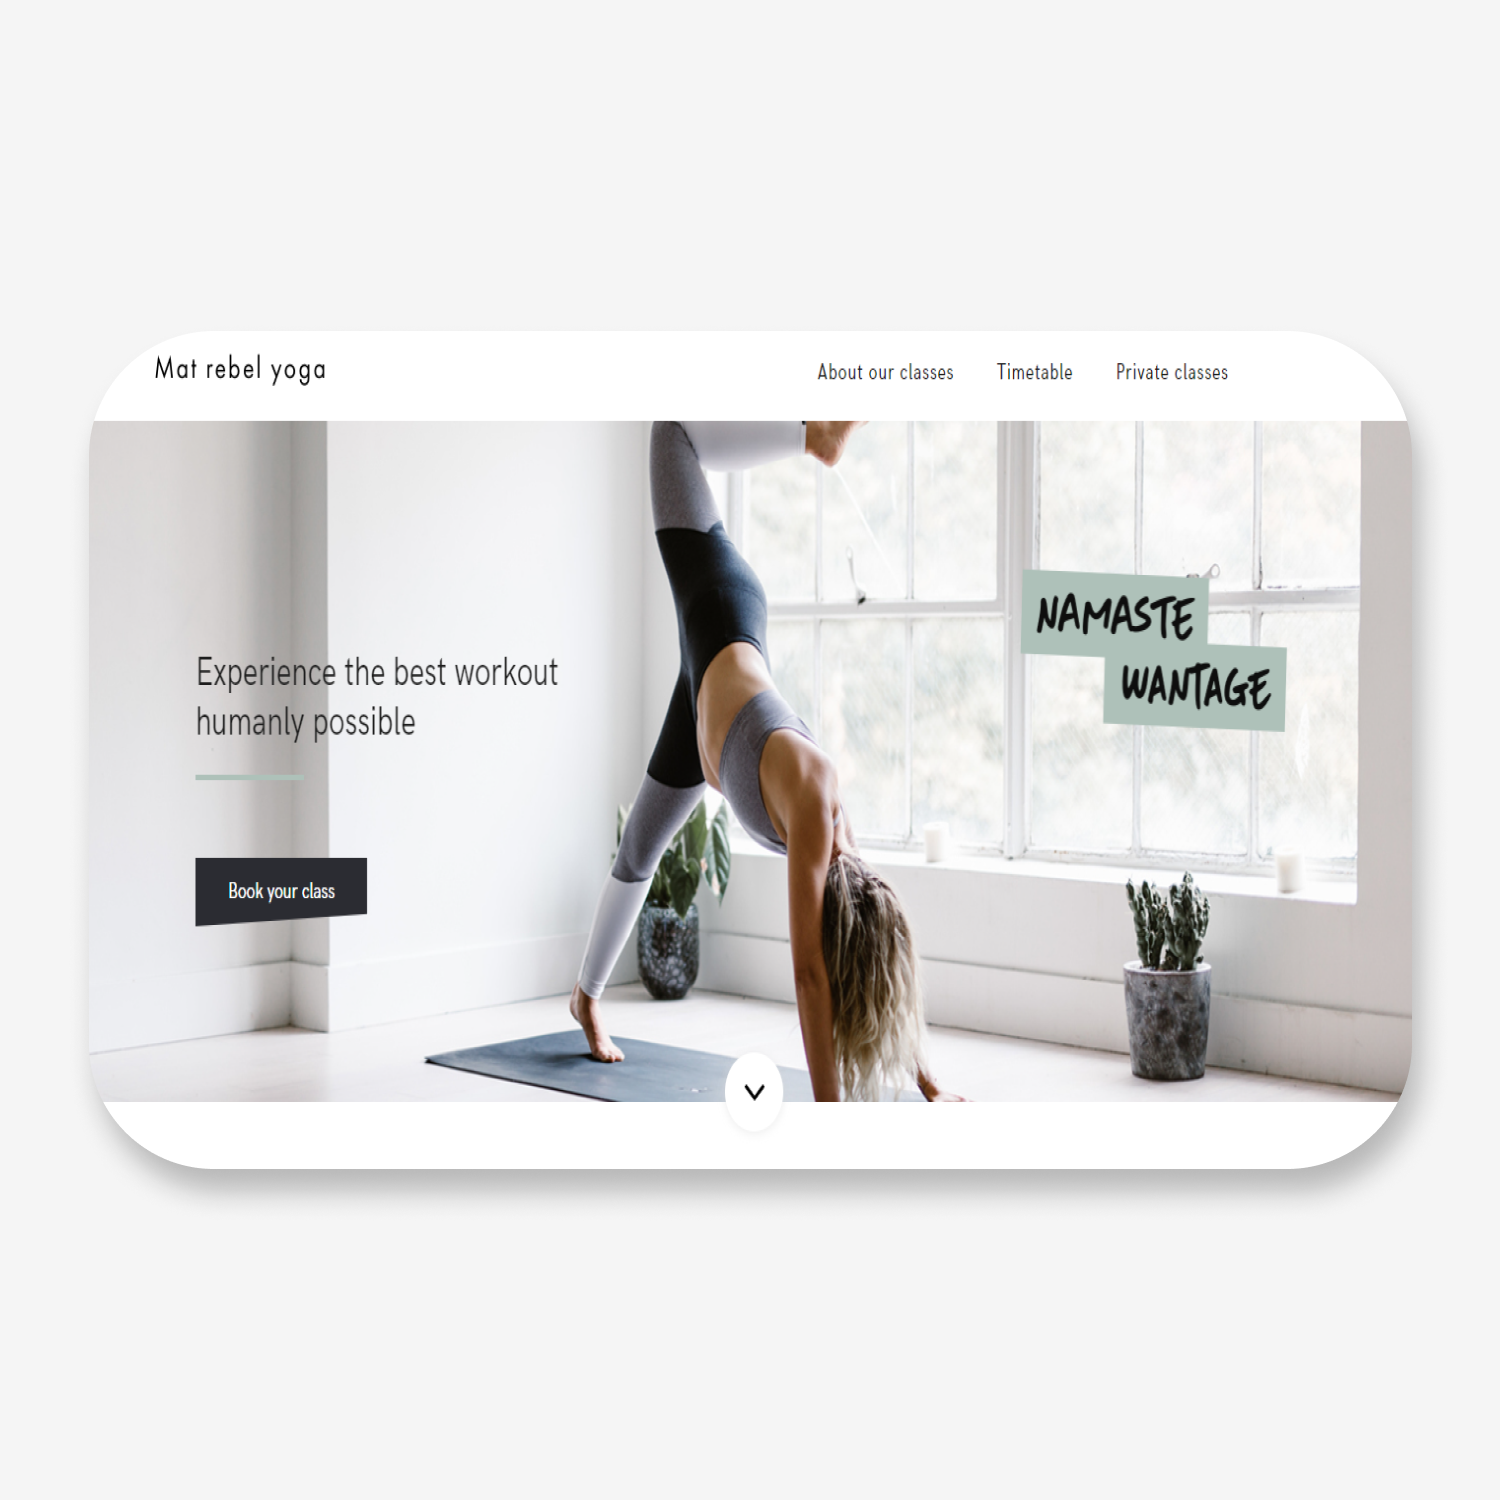 Mat rebel yoga
About our classes Timetable Private classes
NAMASTE
WANTAGE
Experience the best workout
humanly possible
Book your class